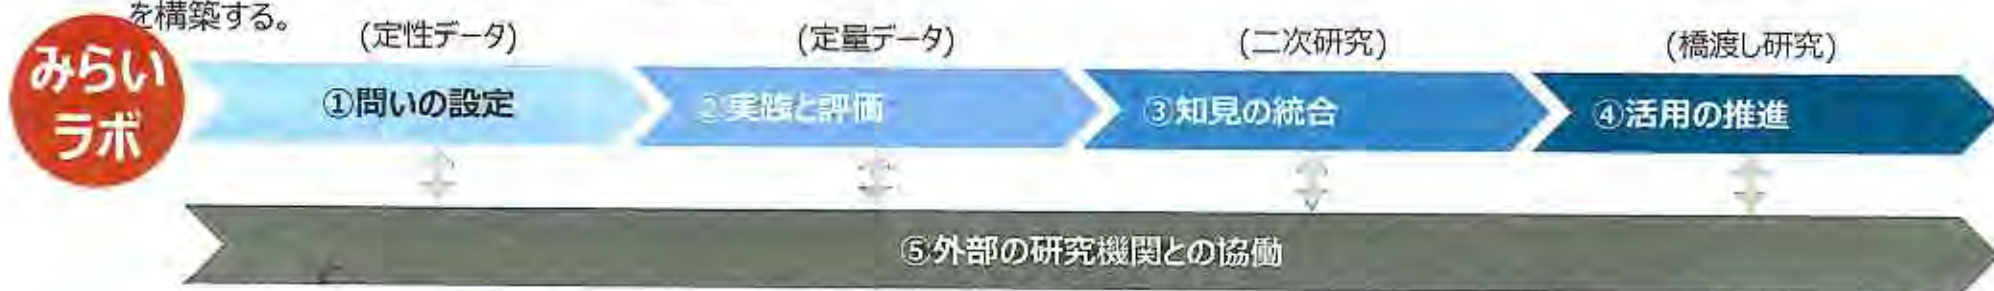 を構築する。
みらい
ラボ
(定性データ)
(定量データ)
(二次研究)
(橋渡し研究)
①問いの設定
②実践と評価
③知見の統合
④活用の推進
⑤外部の研究機関との協働